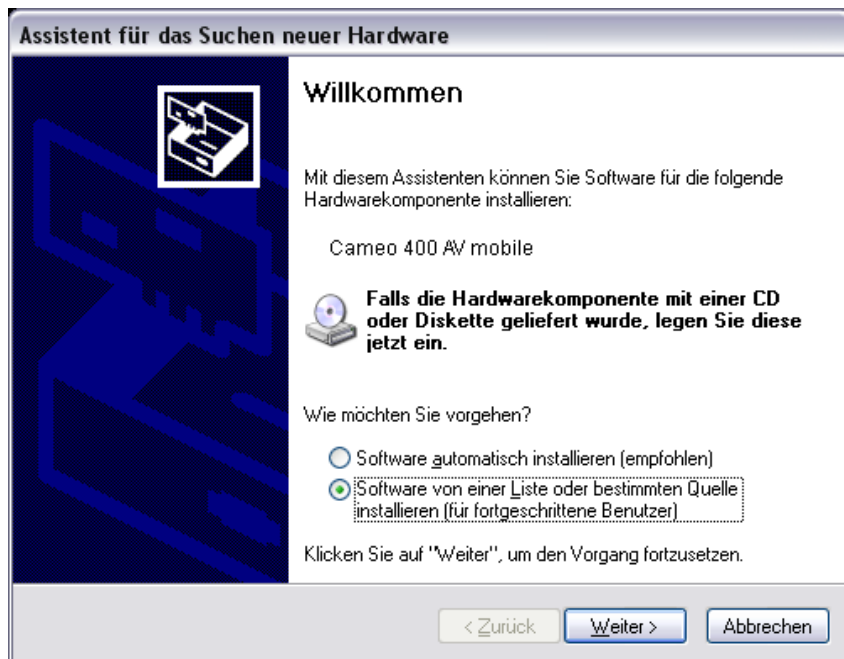 Assistent für das Suchen neuer Hardware
Willkommen
Mit diesem Assistenten können Sie Software für die folgende
Hardwarekomponente installieren:
Cameo 400 AV mobile
Falls die Hardwarekomponente mit einer CD
oder Diskette geliefert wurde, legen Sie diese
jetzt ein.
Wie möchten Sie vorgehen?
Software automatisch installieren (empfohlen)
Software von einer Liste oder bestimmten Quelle
installieren (für fortgeschrittene Benutzer)
Klicken Sie auf "Weiter", um den Vorgang fortzusetzen.
< Zurück Weiter > Abbrechen